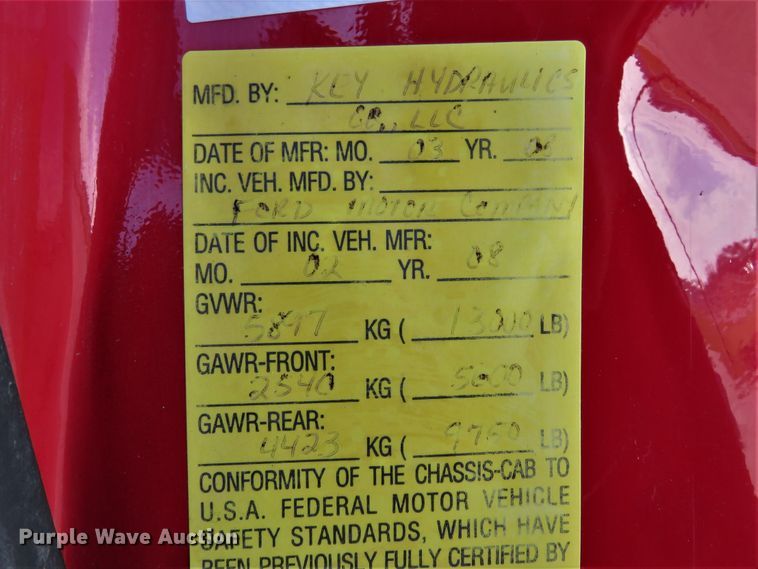 MFD. BY: KEY HYDRAULICS
CO., LLC
DATE OF MFR: MO. 03 YR. 08
INC. VEH. MFD. BY:
FORD MOTOR COMPANY
DATE OF INC. VEH. MFR:
MO. 02 YR. 08
GVWR:
5897 KG ( 13000 LB)
GAWR-FRONT:
2540 KG ( 5600 LB)
GAWR-REAR:
4423 KG ( 9750 LB)
CONFORMITY OF THE CHASSIS-CAB TO
U.S.A. FEDERAL MOTOR VEHICLE
SAFETY STANDARDS, WHICH HAVE
BEEN PREVIOUSLY FULLY CERTIFIED BY
Purple Wave Auction